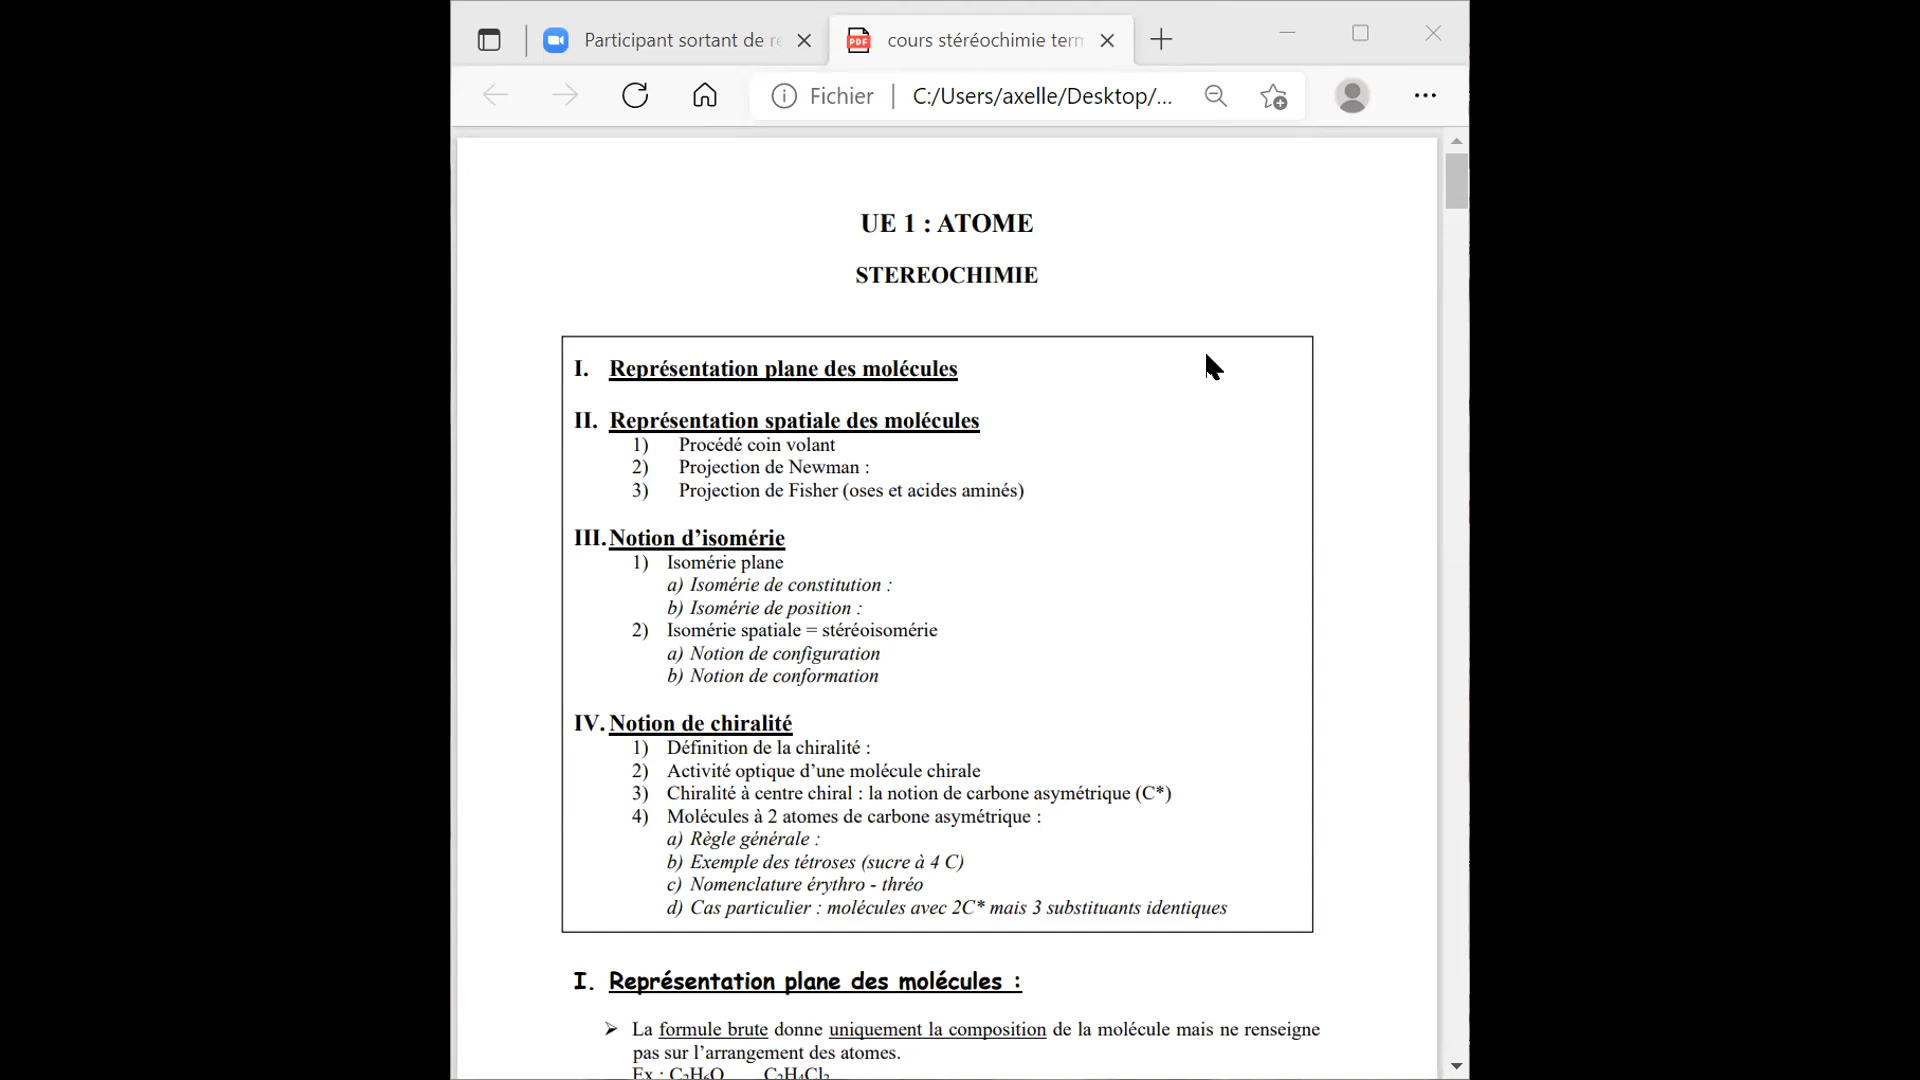 Participant sortant de ré
cours stéréochimie term
Fichier
C:/Users/axelle/Desktop/...
UE 1 : ATOME
STEREOCHIMIE
I. Représentation plane des molécules
II. Représentation spatiale des molécules
1) Procédé coin volant
2) Projection de Newman :
3) Projection de Fisher (oses et acides aminés)
III. Notion d’isomérie
1) Isomérie plane
a) Isomérie de constitution :
b) Isomérie de position :
2) Isomérie spatiale = stéréoisomérie
a) Notion de configuration
b) Notion de conformation
IV. Notion de chiralité
1) Définition de la chiralité :
2) Activité optique d’une molécule chirale
3) Chiralité à centre chiral : la notion de carbone asymétrique (C*)
4) Molécules à 2 atomes de carbone asymétrique :
a) Règle générale :
b) Exemple des tétroses (sucre à 4 C)
c) Nomenclature érythro - thréo
d) Cas particulier : molécules avec 2C* mais 3 substituants identiques
I. Représentation plane des molécules :
➢ La formule brute donne uniquement la composition de la molécule mais ne renseigne
pas sur l’arrangement des atomes.
Ex : C₂H₆O C₂H₄Cl₂